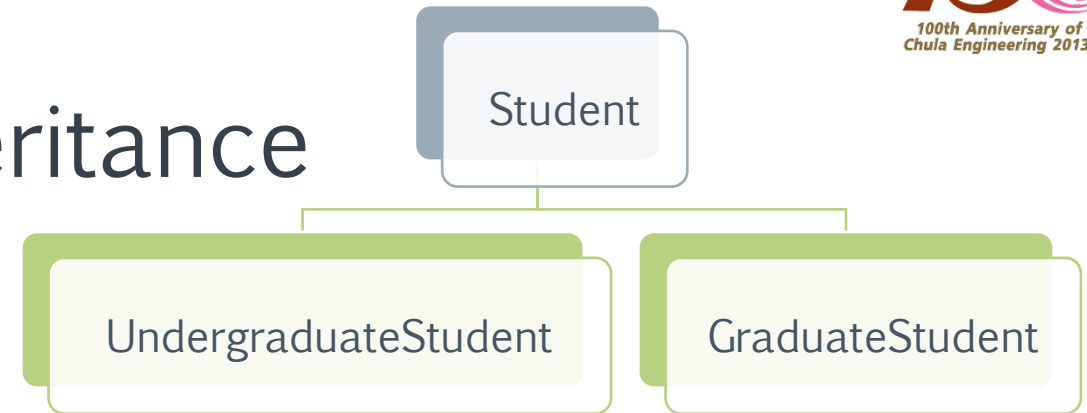 100th Anniversary of
Chula Engineering 2013
eritance
Student
UndergraduateStudent
GraduateStudent